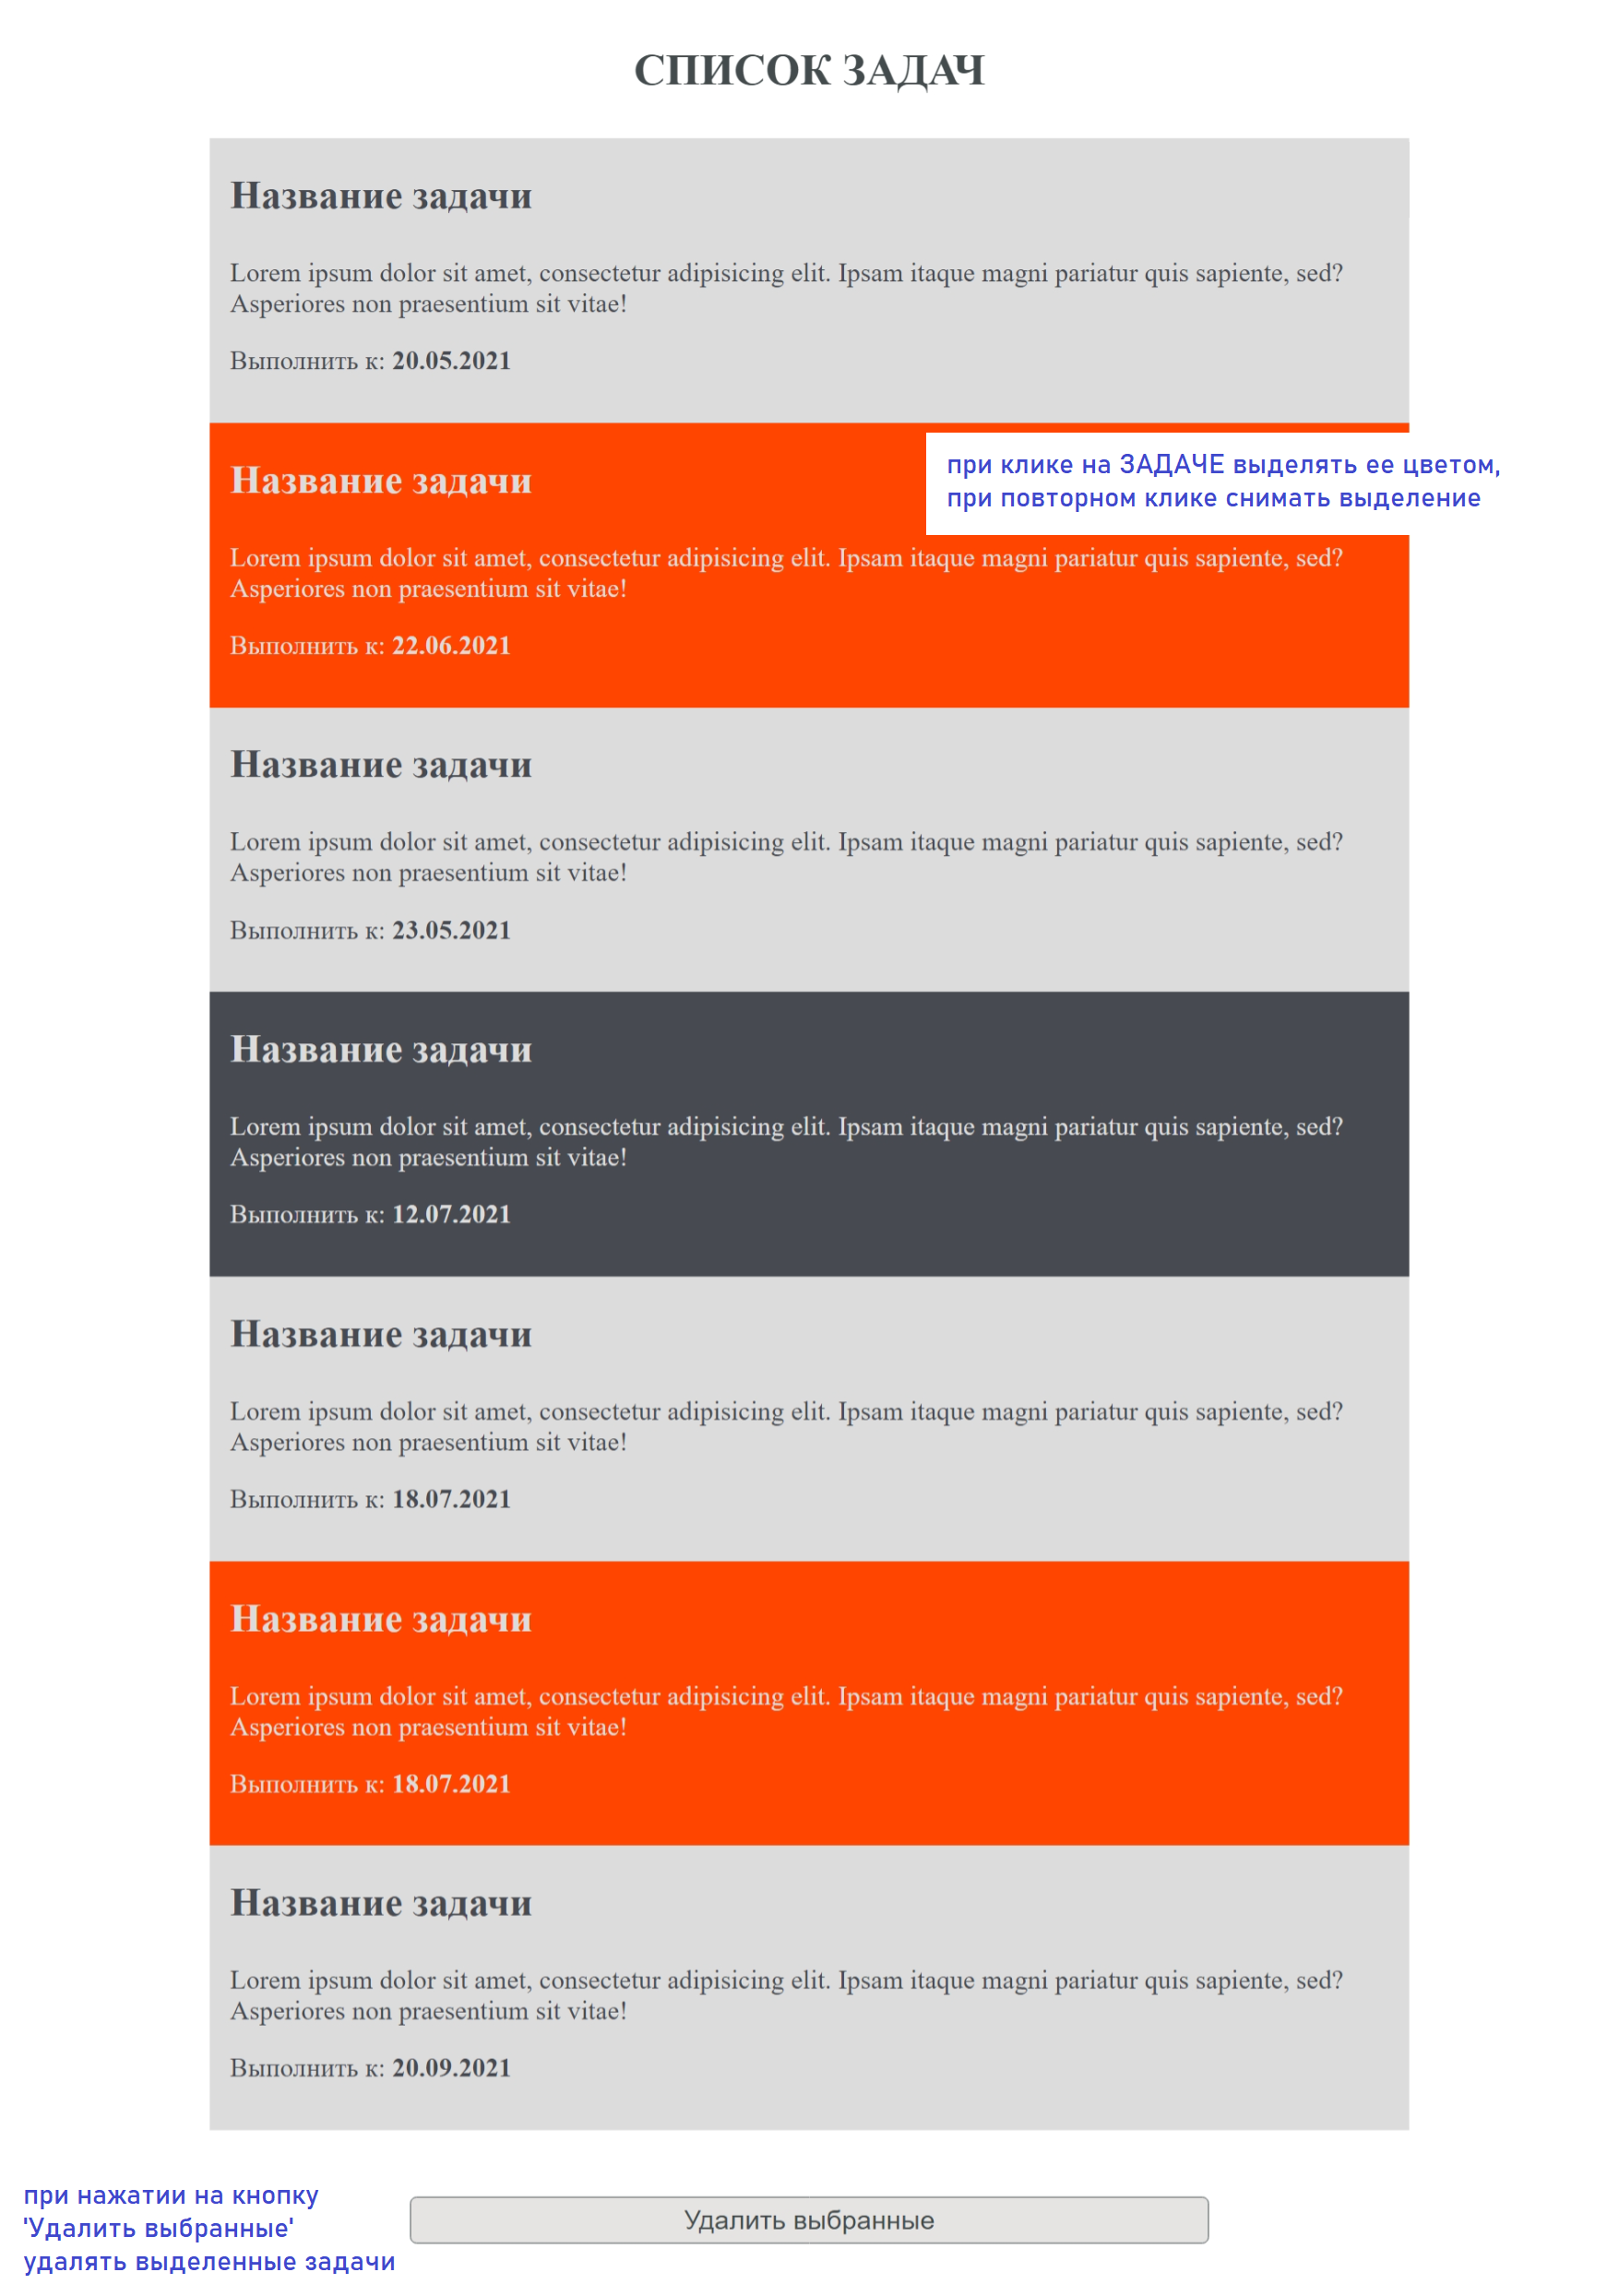 СПИСОК ЗАДАЧ
Название задачи
Lorem ipsum dolor sit amet, consectetur adipisicing elit. Ipsam itaque magni pariatur quis sapiente, sed?
Asperiores non praesentium sit vitae!
Выполнить к: 20.05.2021
при клике на ЗАДАЧЕ выделять ее цветом,
при повторном клике снимать выделение
Название задачи
Lorem ipsum dolor sit amet, consectetur adipisicing elit. Ipsam itaque magni pariatur quis sapiente, sed?
Asperiores non praesentium sit vitae!
Выполнить к: 22.06.2021
Название задачи
Lorem ipsum dolor sit amet, consectetur adipisicing elit. Ipsam itaque magni pariatur quis sapiente, sed?
Asperiores non praesentium sit vitae!
Выполнить к: 23.05.2021
Название задачи
Lorem ipsum dolor sit amet, consectetur adipisicing elit. Ipsam itaque magni pariatur quis sapiente, sed?
Asperiores non praesentium sit vitae!
Выполнить к: 12.07.2021
Название задачи
Lorem ipsum dolor sit amet, consectetur adipisicing elit. Ipsam itaque magni pariatur quis sapiente, sed?
Asperiores non praesentium sit vitae!
Выполнить к: 18.07.2021
Название задачи
Lorem ipsum dolor sit amet, consectetur adipisicing elit. Ipsam itaque magni pariatur quis sapiente, sed?
Asperiores non praesentium sit vitae!
Выполнить к: 18.07.2021
Название задачи
Lorem ipsum dolor sit amet, consectetur adipisicing elit. Ipsam itaque magni pariatur quis sapiente, sed?
Asperiores non praesentium sit vitae!
Выполнить к: 20.09.2021
при нажатии на кнопку
'Удалить выбранные'
удалять выделенные задачи
Удалить выбранные